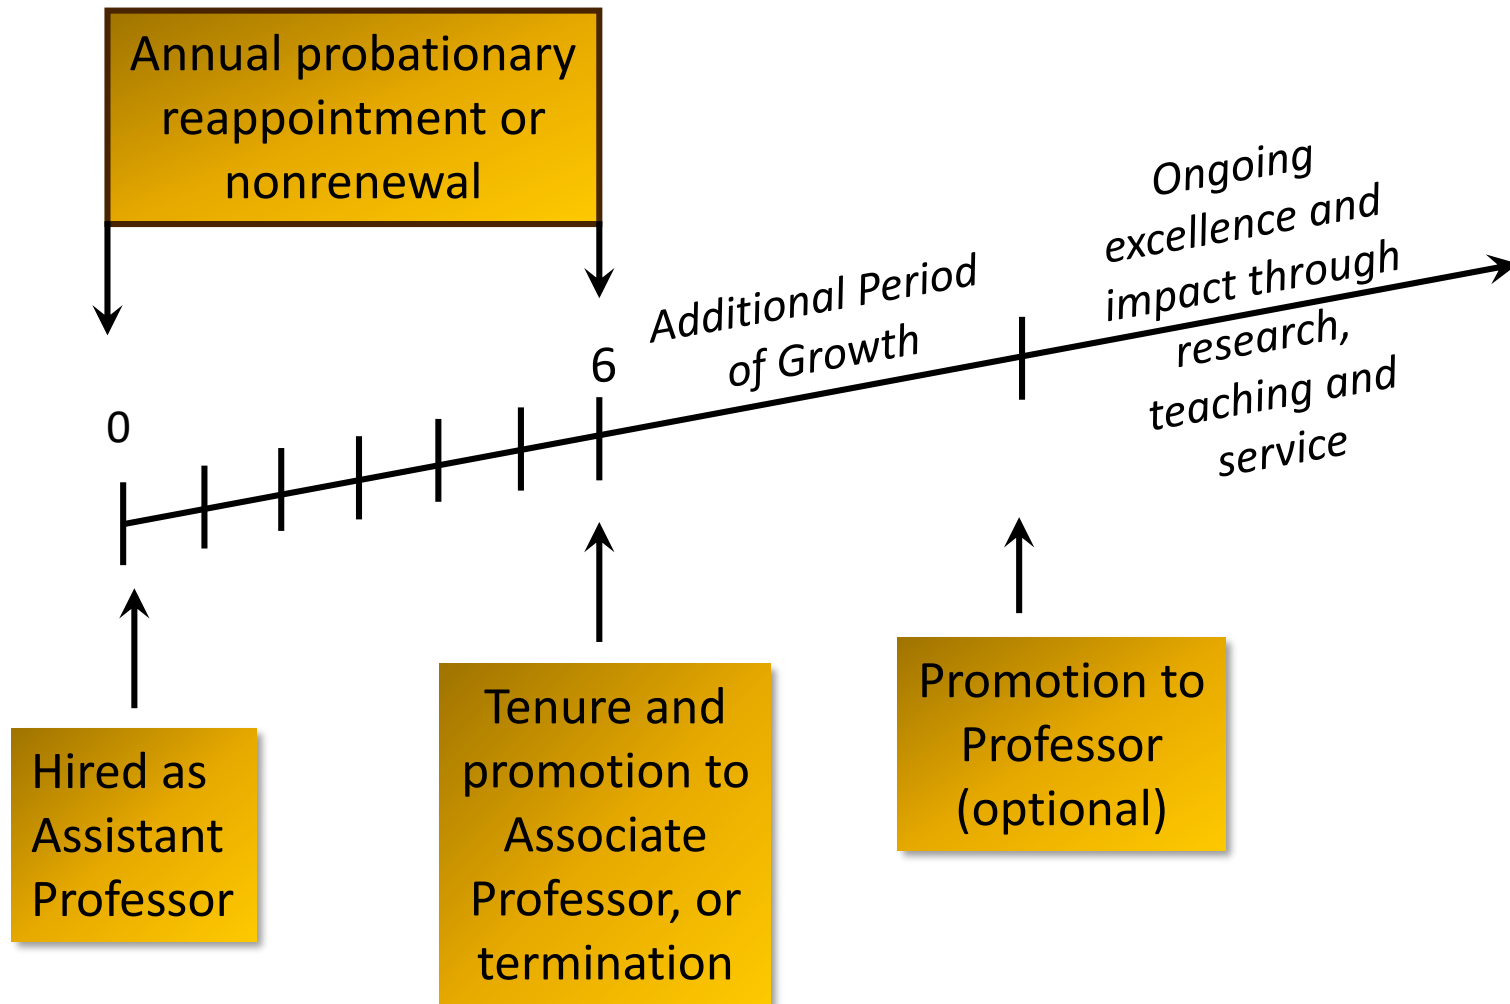 Annual probationary
reappointment or
nonrenewal
Ongoing
excellence and
impact through
research,
teaching and
service
Additional Period
of Growth
6
0
Hired as
Assistant
Professor
Tenure and
promotion to
Associate
Professor, or
termination
Promotion to
Professor
(optional)